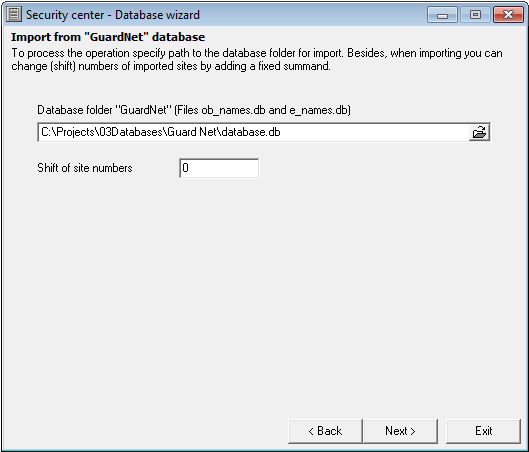 Security center - Database wizard
Import from "GuardNet" database
To process the operation specify path to the database folder for import. Besides, when importing you can
change (shift) numbers of imported sites by adding a fixed summand.
Database folder "GuardNet" (Files ob_names.db and e_names.db)
C:\Projects\03Databases\Guard Net\database.db
Shift of site numbers
0
< Back
Next >
Exit